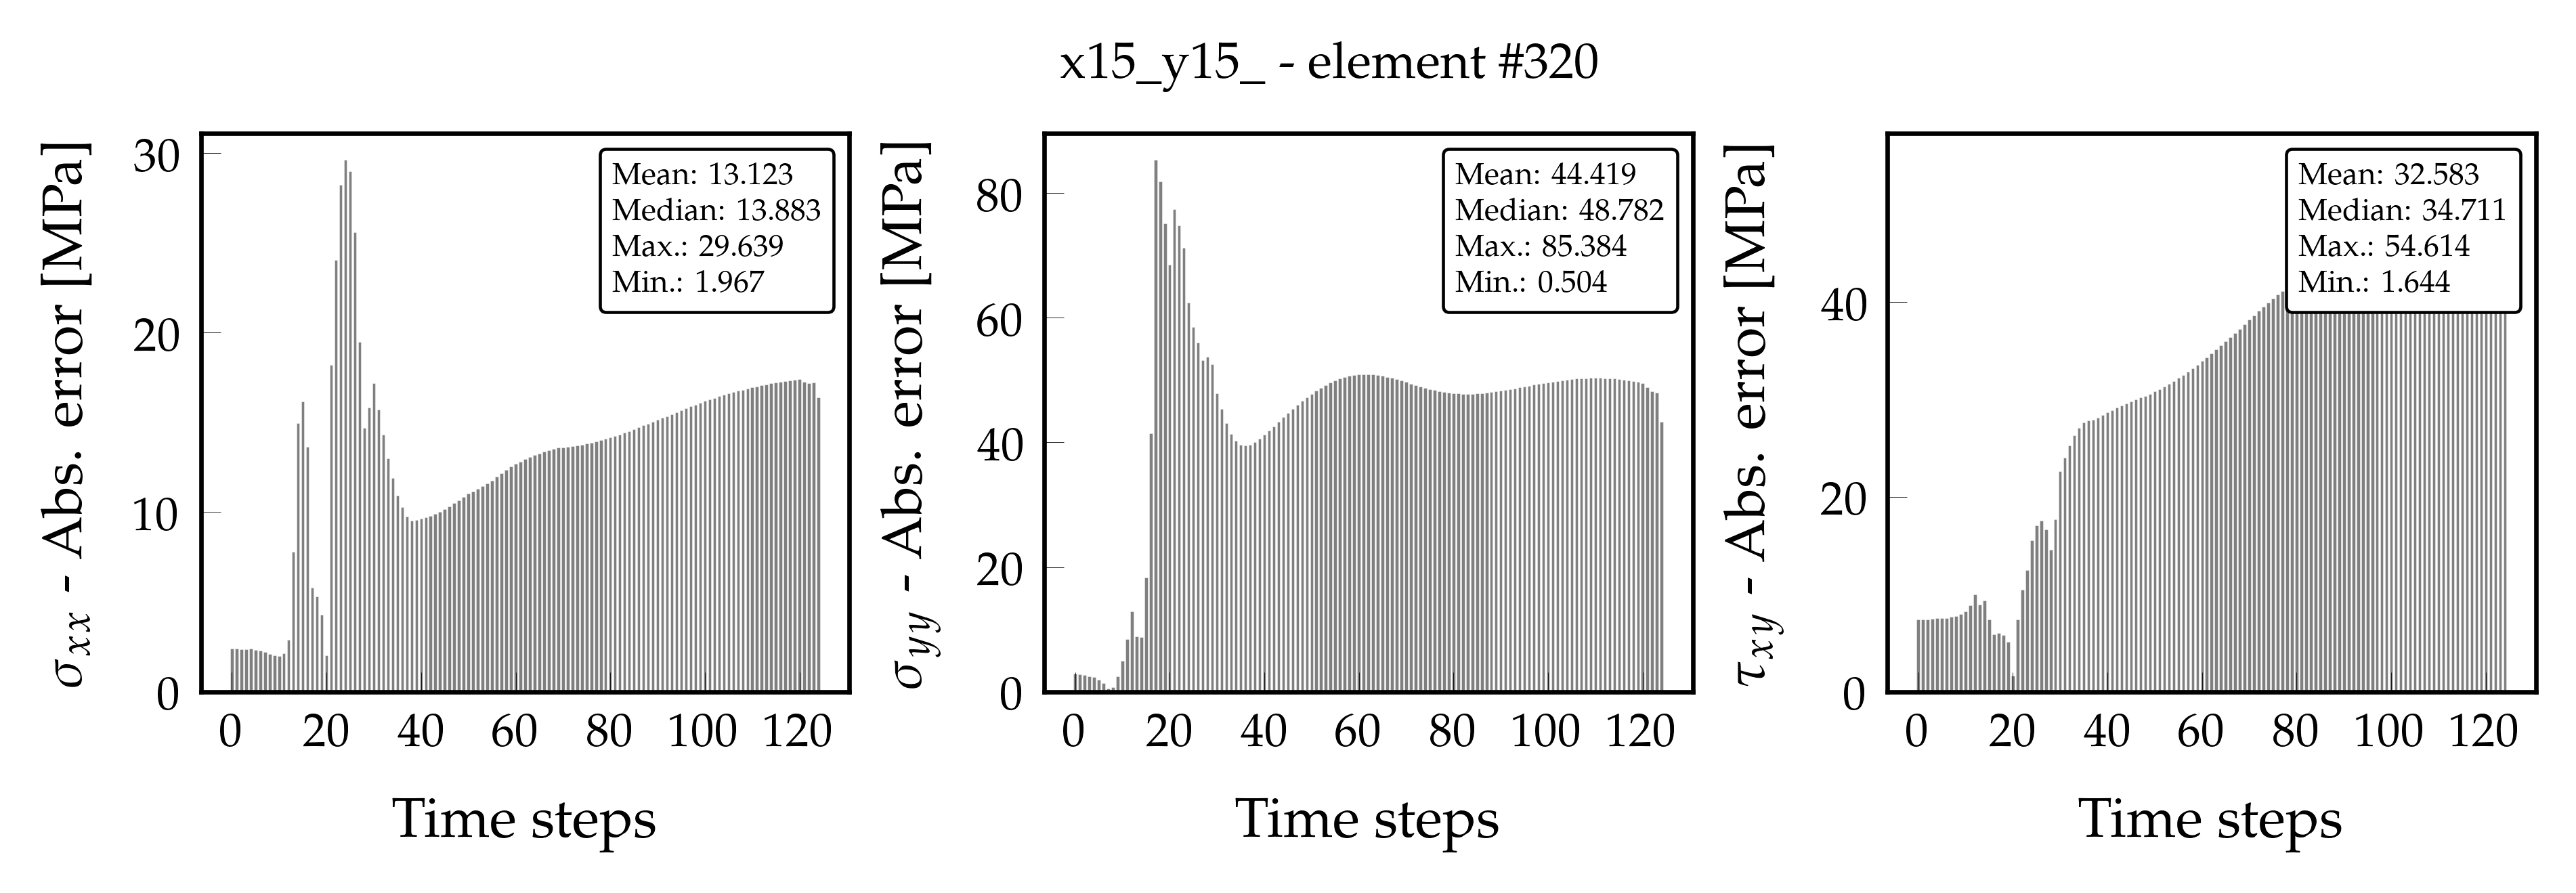 x15_y15_ - element #320
σxx - Abs. error [MPa]
30
20
10
0
Mean: 13.123
Median: 13.883
Max.: 29.639
Min.: 1.967
0 20 40 60 80 100 120
Time steps
σyy - Abs. error [MPa]
80
60
40
20
0
Mean: 44.419
Median: 48.782
Max.: 85.384
Min.: 0.504
0 20 40 60 80 100 120
Time steps
τxy - Abs. error [MPa]
40
20
0
Mean: 32.583
Median: 34.711
Max.: 54.614
Min.: 1.644
0 20 40 60 80 100 120
Time steps